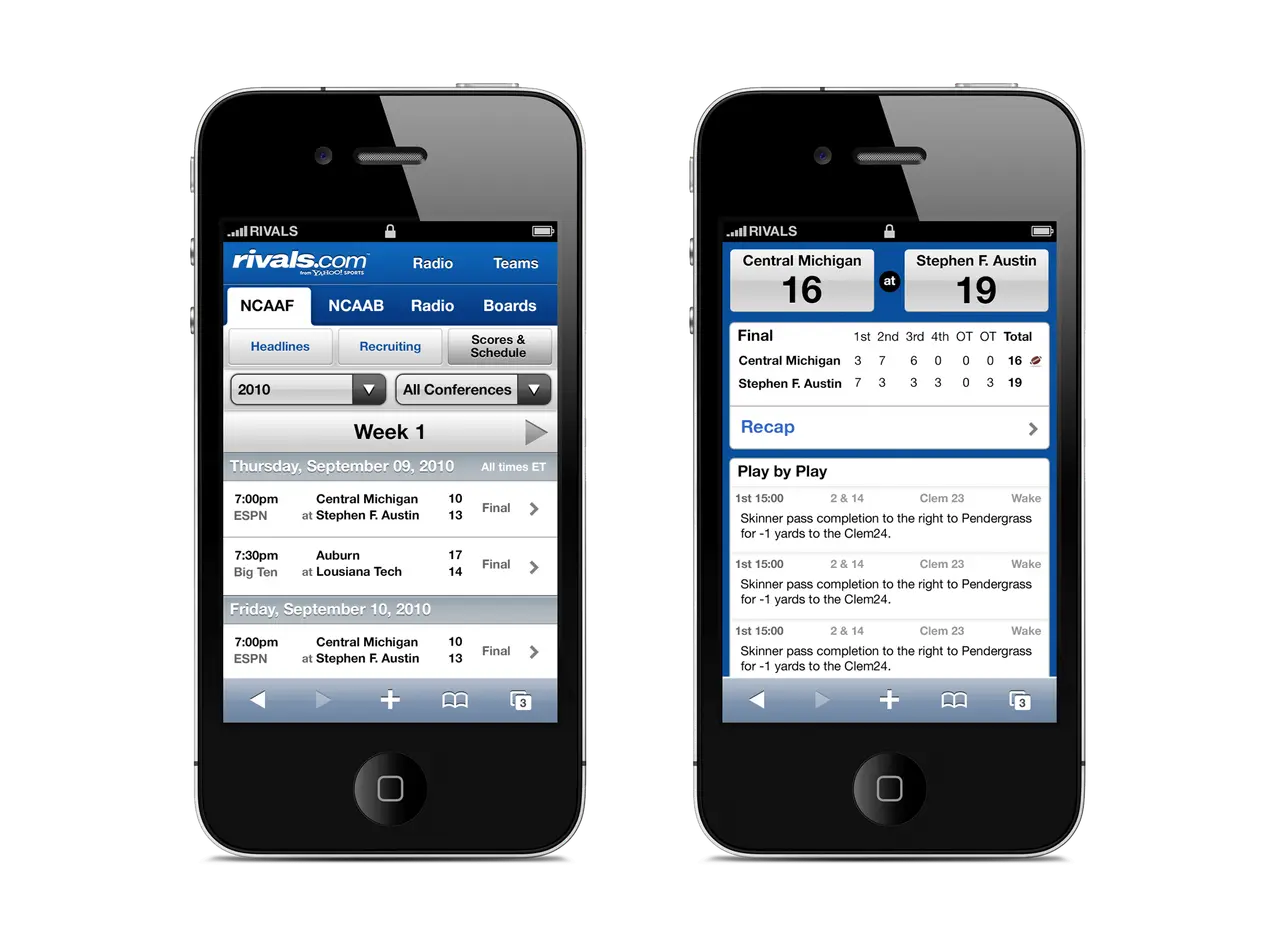 RIVALS
rivals.com Radio Teams
from YAHOO! SPORTS
NCAAF NCAAB Radio Boards
Headlines Recruiting Scores & Schedule
2010 All Conferences
Week 1
Thursday, September 09, 2010 All times ET
7:00pm Central Michigan 10
ESPN at Stephen F. Austin 13 Final
7:30pm Auburn 17
Big Ten at Lousiana Tech 14 Final
Friday, September 10, 2010
7:00pm Central Michigan 10
ESPN at Stephen F. Austin 13 Final
3
RIVALS
Central Michigan at Stephen F. Austin
16 19
Final 1st 2nd 3rd 4th OT OT Total
Central Michigan 3 7 6 0 0 0 16
Stephen F. Austin 7 3 3 3 0 3 19
Recap
Play by Play
1st 15:00 2 & 14 Clem 23 Wake
Skinner pass completion to the right to Pendergrass
for -1 yards to the Clem24.
1st 15:00 2 & 14 Clem 23 Wake
Skinner pass completion to the right to Pendergrass
for -1 yards to the Clem24.
1st 15:00 2 & 14 Clem 23 Wake
Skinner pass completion to the right to Pendergrass
for -1 yards to the Clem24.
3